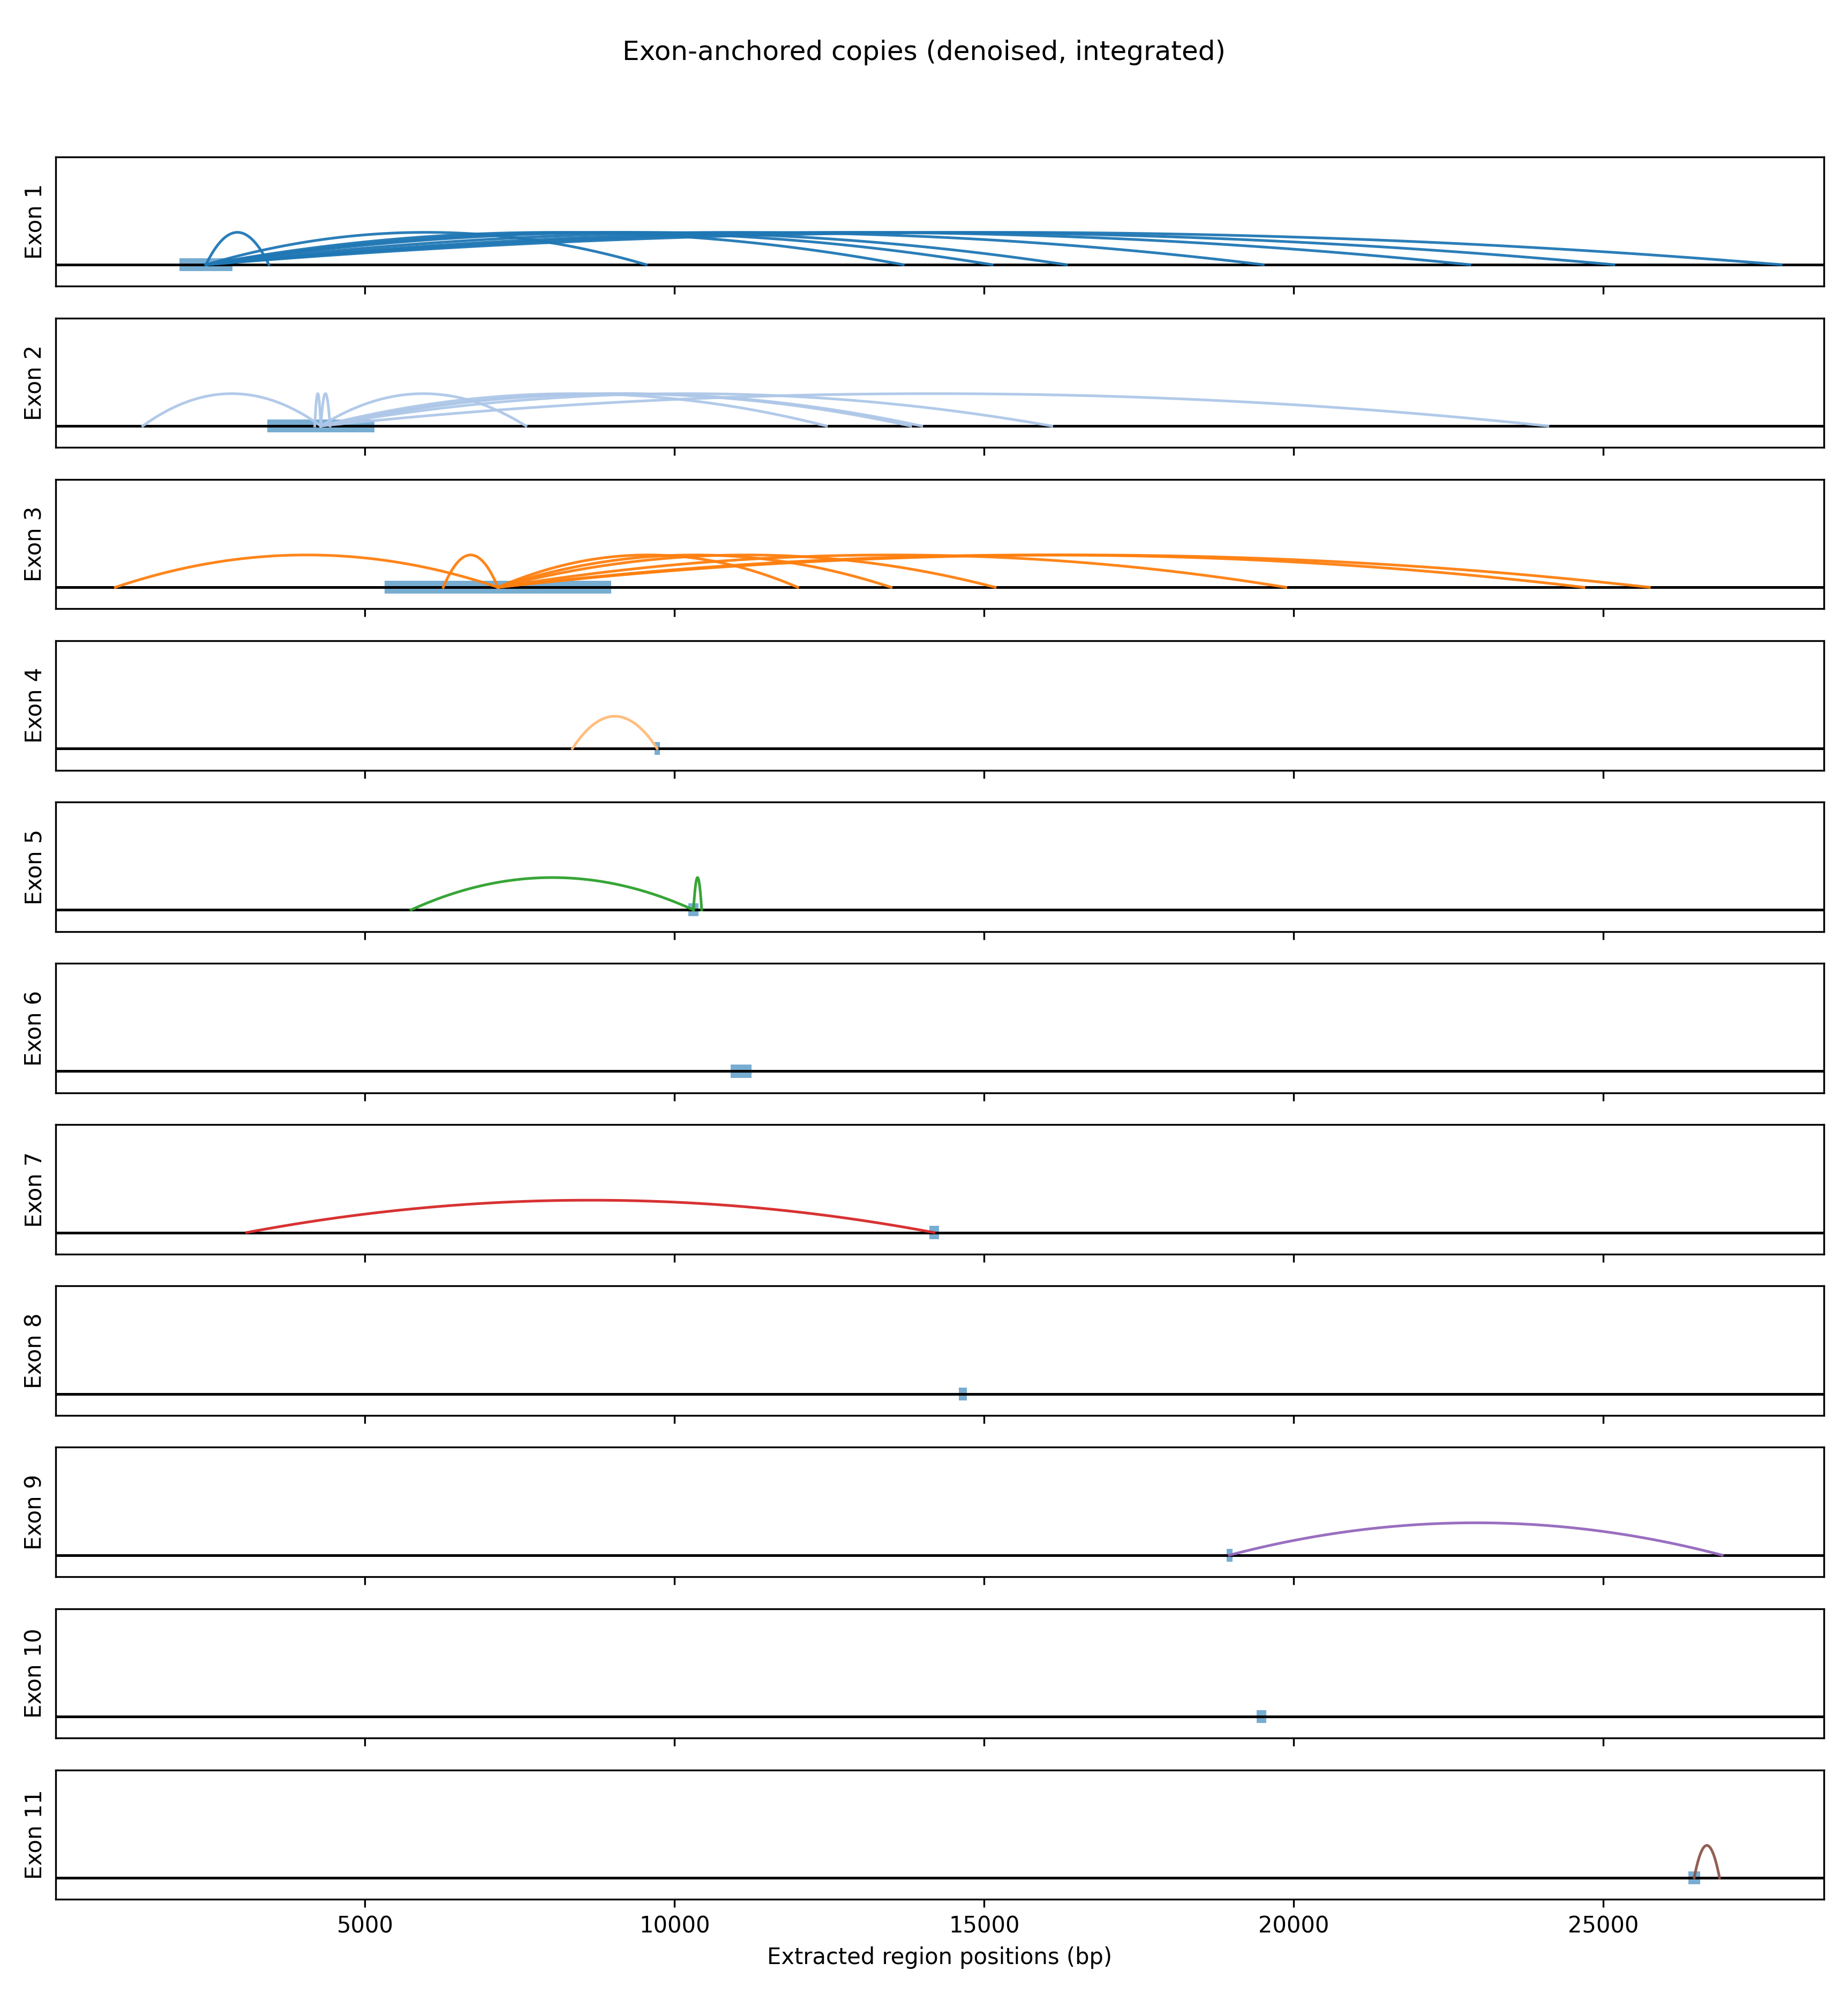 Exon-anchored copies (denoised, integrated)
Exon 1
Exon 2
Exon 3
Exon 4
Exon 5
Exon 6
Exon 7
Exon 8
Exon 9
Exon 10
Exon 11
5000 10000 15000 20000 25000
Extracted region positions (bp)